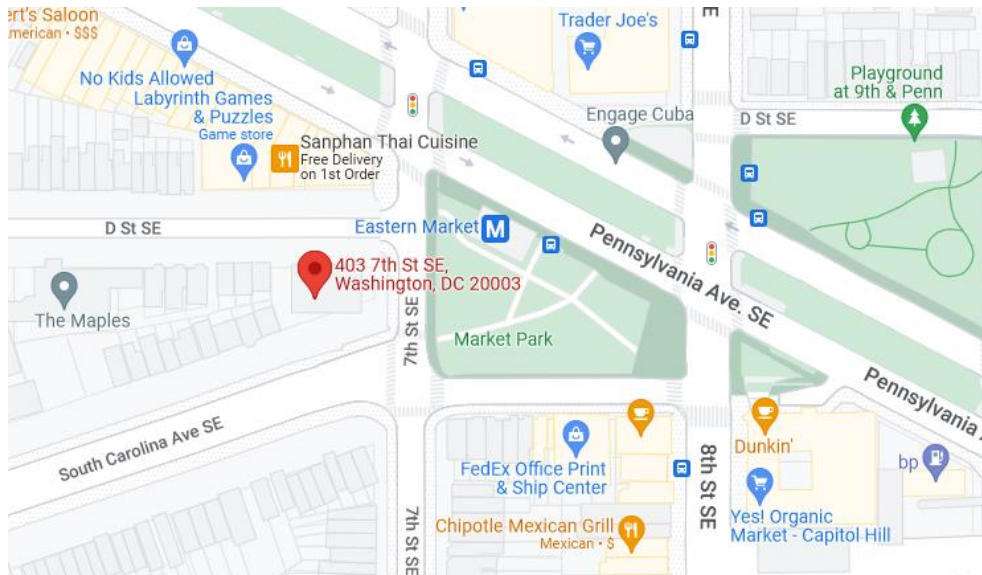 ert's Saloon
merican • $$$
No Kids Allowed
Labyrinth Games
& Puzzles
Game store
Sanphan Thai Cuisine
Free Delivery
on 1st Order
Trader Joe's
SE
Playground
at 9th & Penn
Engage Cuba
D St SE
D St SE
Eastern Market
M
Pennsylvania Ave. SE
403 7th St SE,
Washington, DC 20003
The Maples
7th St SE
Market Park
Pennsylvania A
South Carolina Ave SE
FedEx Office Print
& Ship Center
Dunkin'
bp
8th St SE
7th St SE
Chipotle Mexican Grill
Mexican • $
Yes! Organic
Market - Capitol Hill